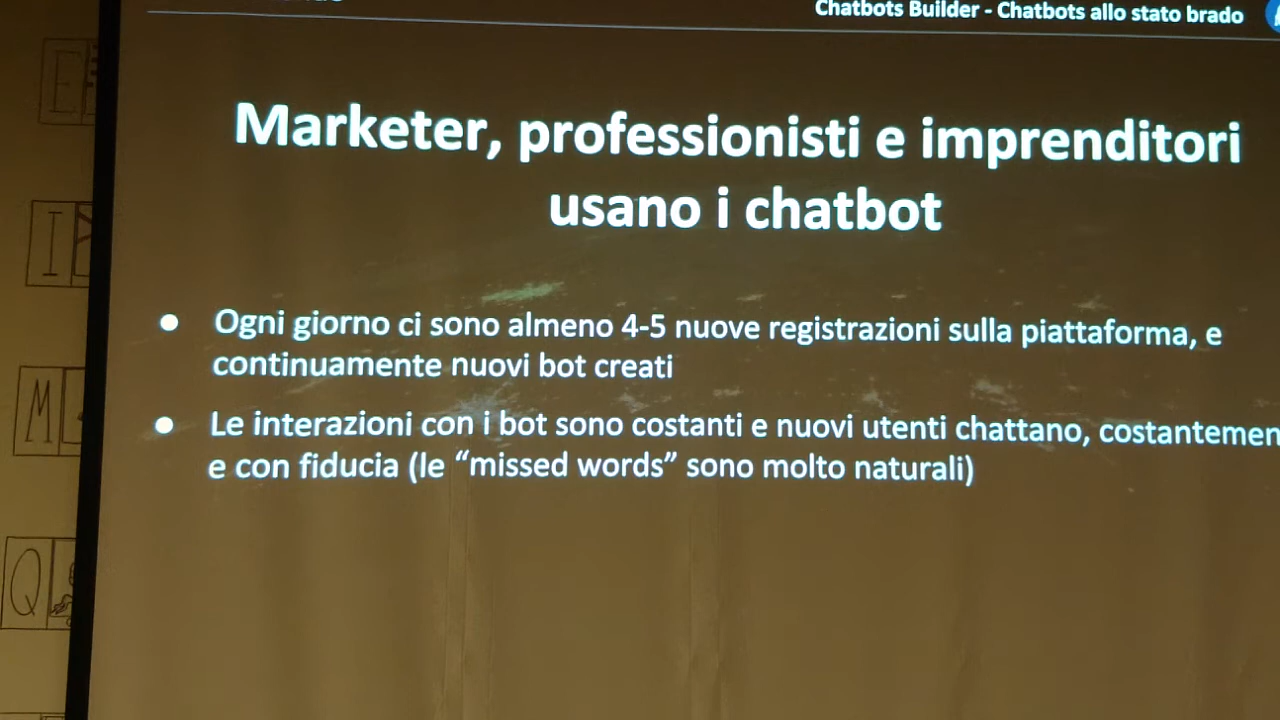 Chatbots Builder - Chatbots allo stato brado
Marketer, professionisti e imprenditori
usano i chatbot
Ogni giorno ci sono almeno 4-5 nuove registrazioni sulla piattaforma, e
continuamente nuovi bot creati
Le interazioni con i bot sono costanti e nuovi utenti chattano, costantemen
e con fiducia (le “missed words” sono molto naturali)
E
I
M
Q